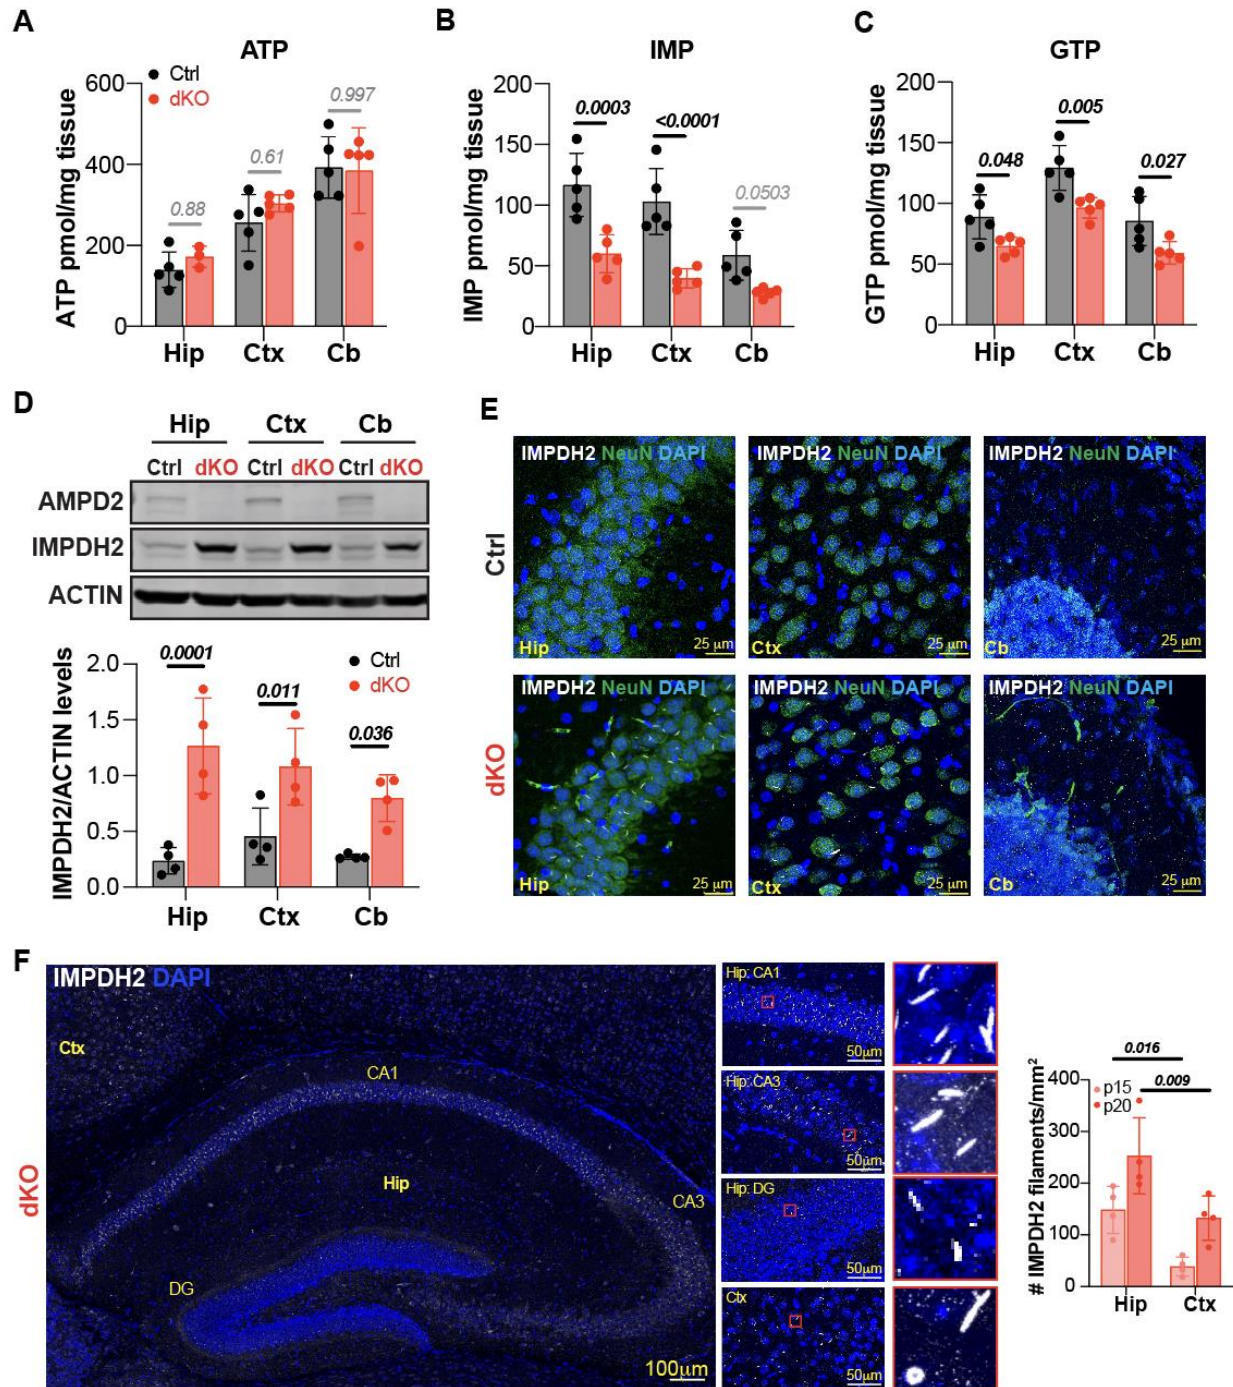 A
ATP
Ctrl
dKO
ATP pmol/mg tissue
600
400
200
0
0.88
0.61
0.997
Hip Ctx Cb
B
IMP
IMP pmol/mg tissue
200
150
100
50
0
0.0003
<0.0001
0.0503
Hip Ctx Cb
C
GTP
GTP pmol/mg tissue
200
150
100
50
0
0.048
0.005
0.027
Hip Ctx Cb
D
Hip Ctx Cb
Ctrl dKO Ctrl dKO Ctrl dKO
AMPD2
IMPDH2
ACTIN
IMPDH2/ACTIN levels
2.0
1.5
1.0
0.5
0.0
0.0001
0.011
0.036
Ctrl
dKO
Hip Ctx Cb
E
Ctrl
IMPDH2 NeuN DAPI
Hip
25 µm
IMPDH2 NeuN DAPI
Ctx
25 µm
IMPDH2 NeuN DAPI
Cb
25 µm
dKO
IMPDH2 NeuN DAPI
Hip
25 µm
IMPDH2 NeuN DAPI
Ctx
25 µm
IMPDH2 NeuN DAPI
Cb
25 µm
F
dKO
IMPDH2 DAPI
Ctx
CA1
Hip
CA3
DG
100µm
Hip: CA1
50µm
Hip: CA3
50µm
Hip: DG
50µm
Ctx
50µm
# IMPDH2 filaments/mm²
400
300
200
100
0
0.016
0.009
p15
p20
Hip Ctx